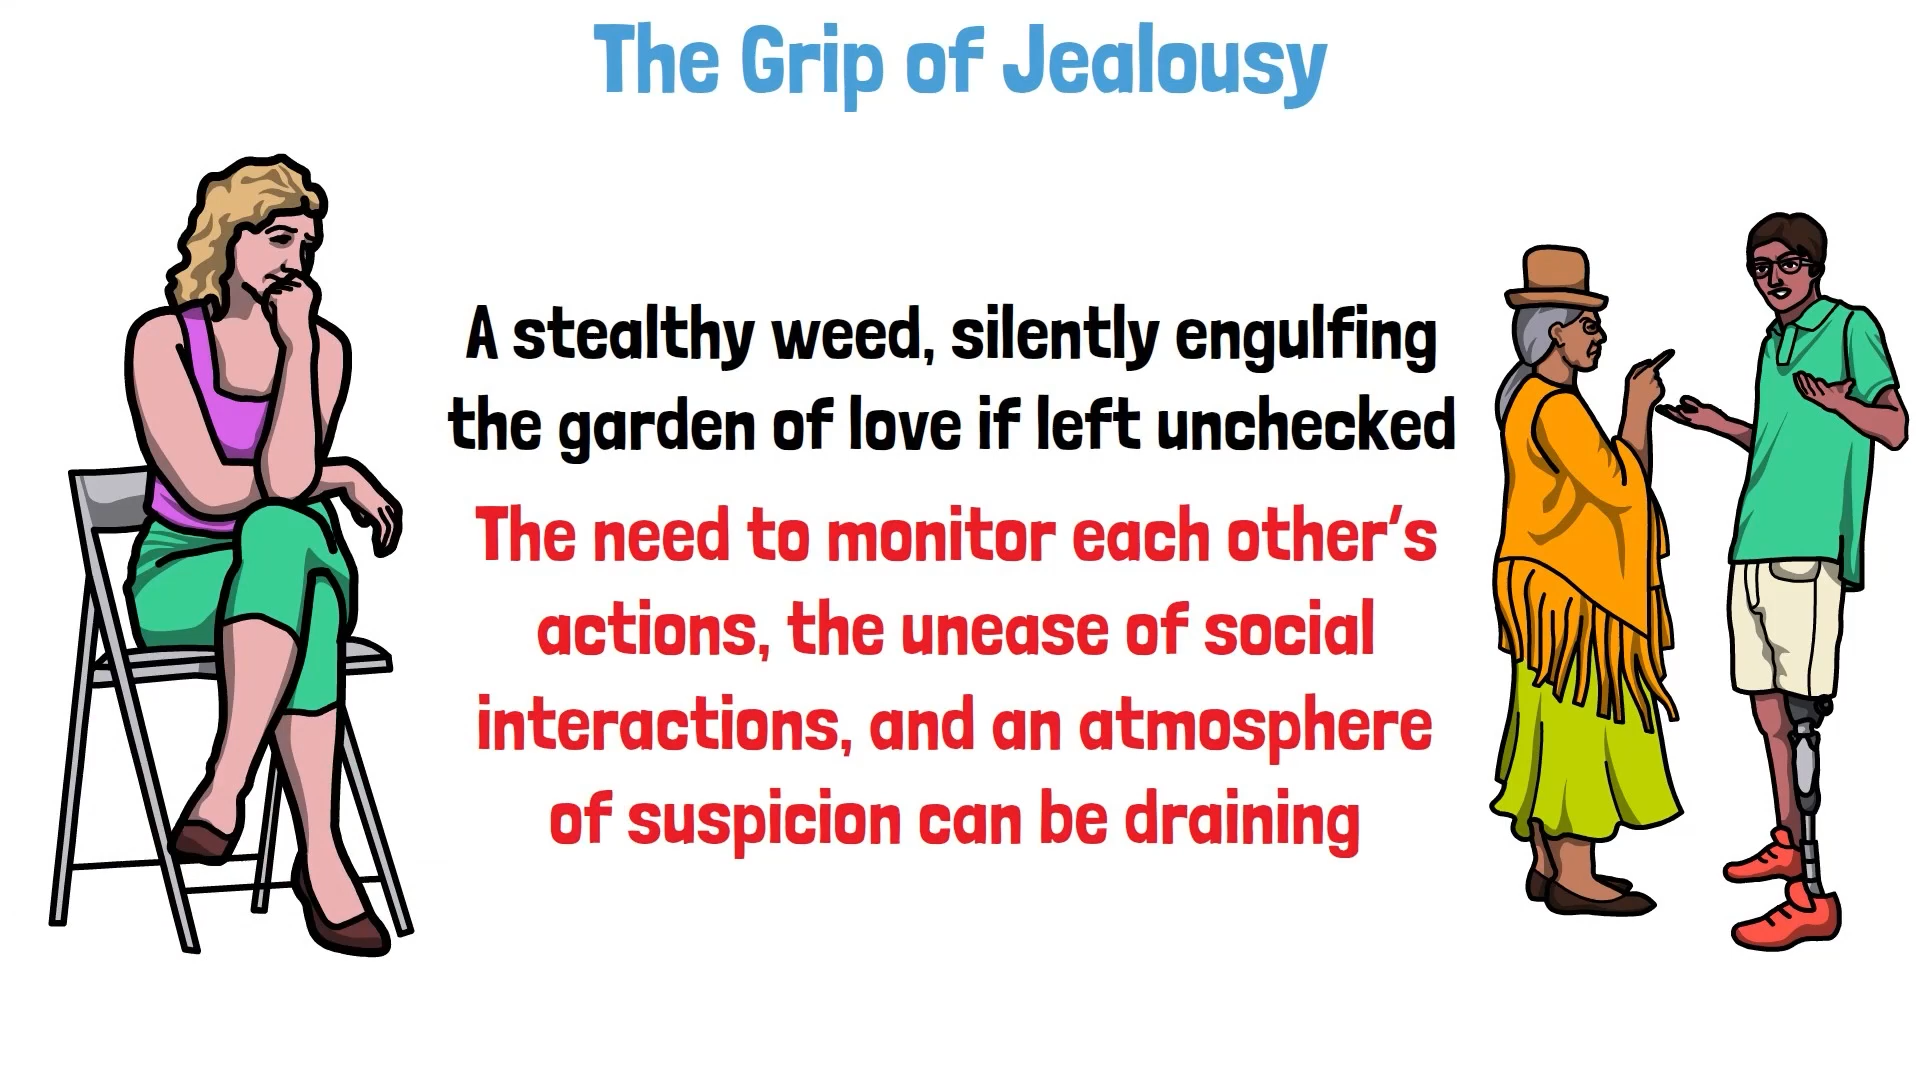 The Grip of Jealousy
A stealthy weed, silently engulfing
the garden of love if left unchecked
The need to monitor each other's
actions, the unease of social
interactions, and an atmosphere
of suspicion can be draining